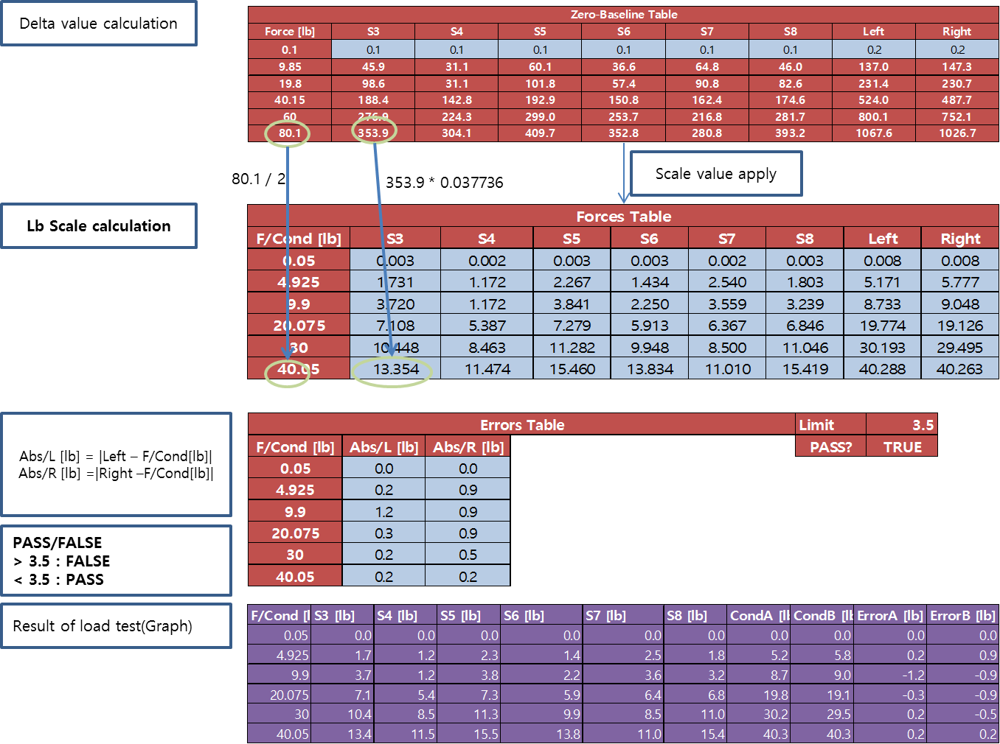 Delta value calculation
Zero-Baseline Table
Force [lb] S3 S4 S5 S6 S7 S8 Left Right
0.1 0.1 0.1 0.1 0.1 0.1 0.1 0.2 0.2
9.85 45.9 31.1 60.1 36.6 64.8 46.0 137.0 147.3
19.8 98.6 31.1 101.8 57.4 90.8 82.6 231.4 230.7
40.15 188.4 142.8 192.9 150.8 162.4 174.6 524.0 487.7
60 276.9 224.3 299.0 253.7 216.8 281.7 800.1 752.1
80.1 353.9 304.1 409.7 352.8 280.8 393.2 1067.6 1026.7
80.1 / 2
353.9 * 0.037736
Scale value apply
Lb Scale calculation
Forces Table
F/Cond [lb] S3 S4 S5 S6 S7 S8 Left Right
0.05 0.003 0.002 0.003 0.003 0.002 0.003 0.008 0.008
4.925 1.731 1.172 2.267 1.434 2.540 1.803 5.171 5.777
9.9 3.720 1.172 3.841 2.250 3.559 3.239 8.733 9.048
20.075 7.108 5.387 7.279 5.913 6.367 6.846 19.774 19.126
30 10.448 8.463 11.282 9.948 8.500 11.046 30.193 29.495
40.05 13.354 11.474 15.460 13.834 11.010 15.419 40.288 40.263
Abs/L [lb] = |Left – F/Cond[lb]|
Abs/R [lb] =|Right –F/Cond[lb]|
Errors Table Limit 3.5
F/Cond [lb] Abs/L [lb] Abs/R [lb] PASS? TRUE
0.05 0.0 0.0
4.925 0.2 0.9
9.9 1.2 0.9
20.075 0.3 0.9
30 0.2 0.5
40.05 0.2 0.2
PASS/FALSE
> 3.5 : FALSE
< 3.5 : PASS
Result of load test(Graph)
F/Cond [l S3 [lb] S4 [lb] S5 [lb] S6 [lb] S7 [lb] S8 [lb] CondA [lb CondB [lb ErrorA [lb] ErrorB [lb]
0.05 0.0 0.0 0.0 0.0 0.0 0.0 0.0 0.0 0.0 0.0
4.925 1.7 1.2 2.3 1.4 2.5 1.8 5.2 5.8 0.2 0.9
9.9 3.7 1.2 3.8 2.2 3.6 3.2 8.7 9.0 -1.2 -0.9
20.075 7.1 5.4 7.3 5.9 6.4 6.8 19.8 19.1 -0.3 -0.9
30 10.4 8.5 11.3 9.9 8.5 11.0 30.2 29.5 0.2 -0.5
40.05 13.4 11.5 15.5 13.8 11.0 15.4 40.3 40.3 0.2 0.2